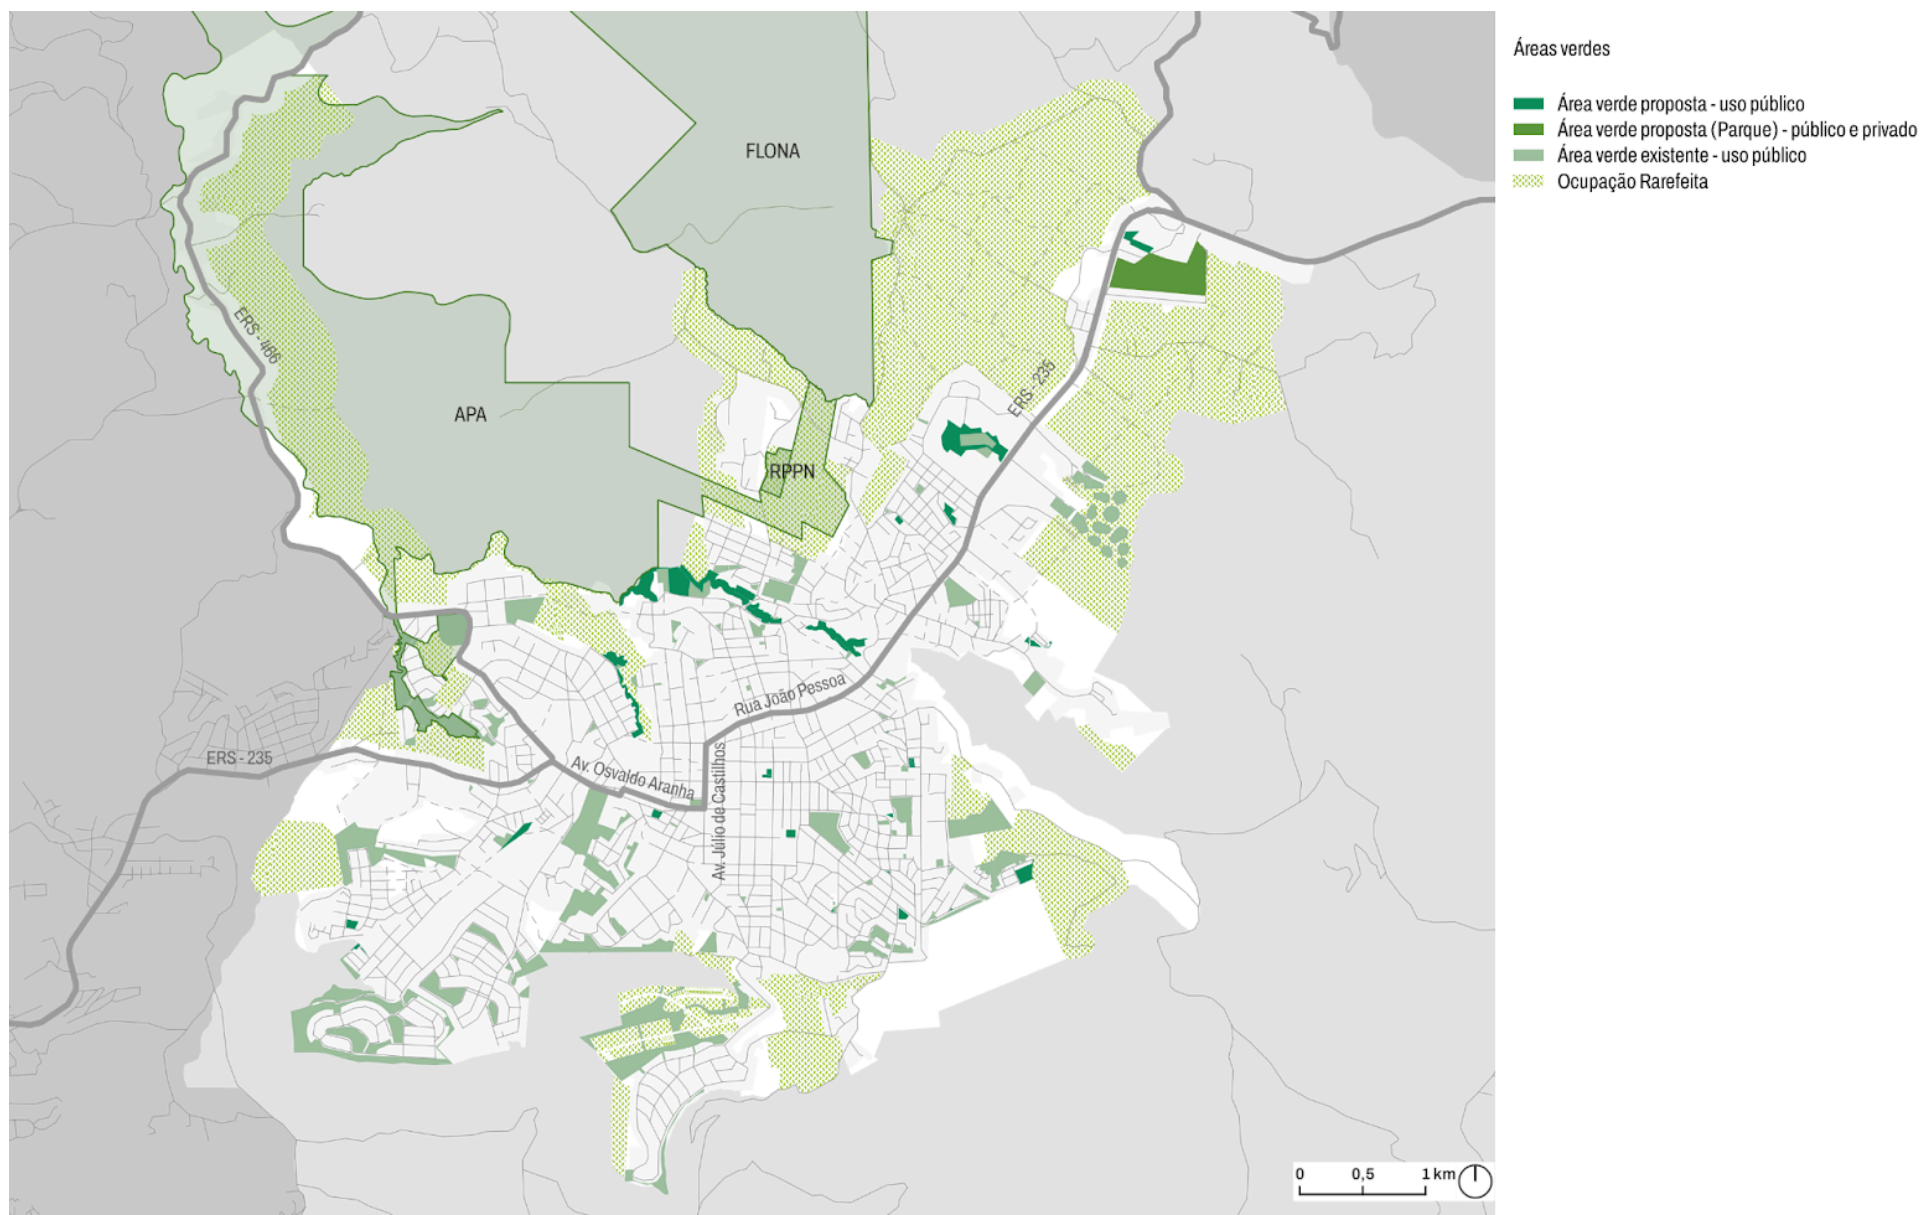 Áreas verdes
Área verde proposta - uso público
Área verde proposta (Parque) - público e privado
Área verde existente - uso público
Ocupação Rarefeita
FLONA
ERS - 466
ERS - 235
APA
RPPN
Rua João Pessoa
ERS - 235
Av. Osvaldo Aranha
Av. Júlio de Castilhos
0 0,5 1 km